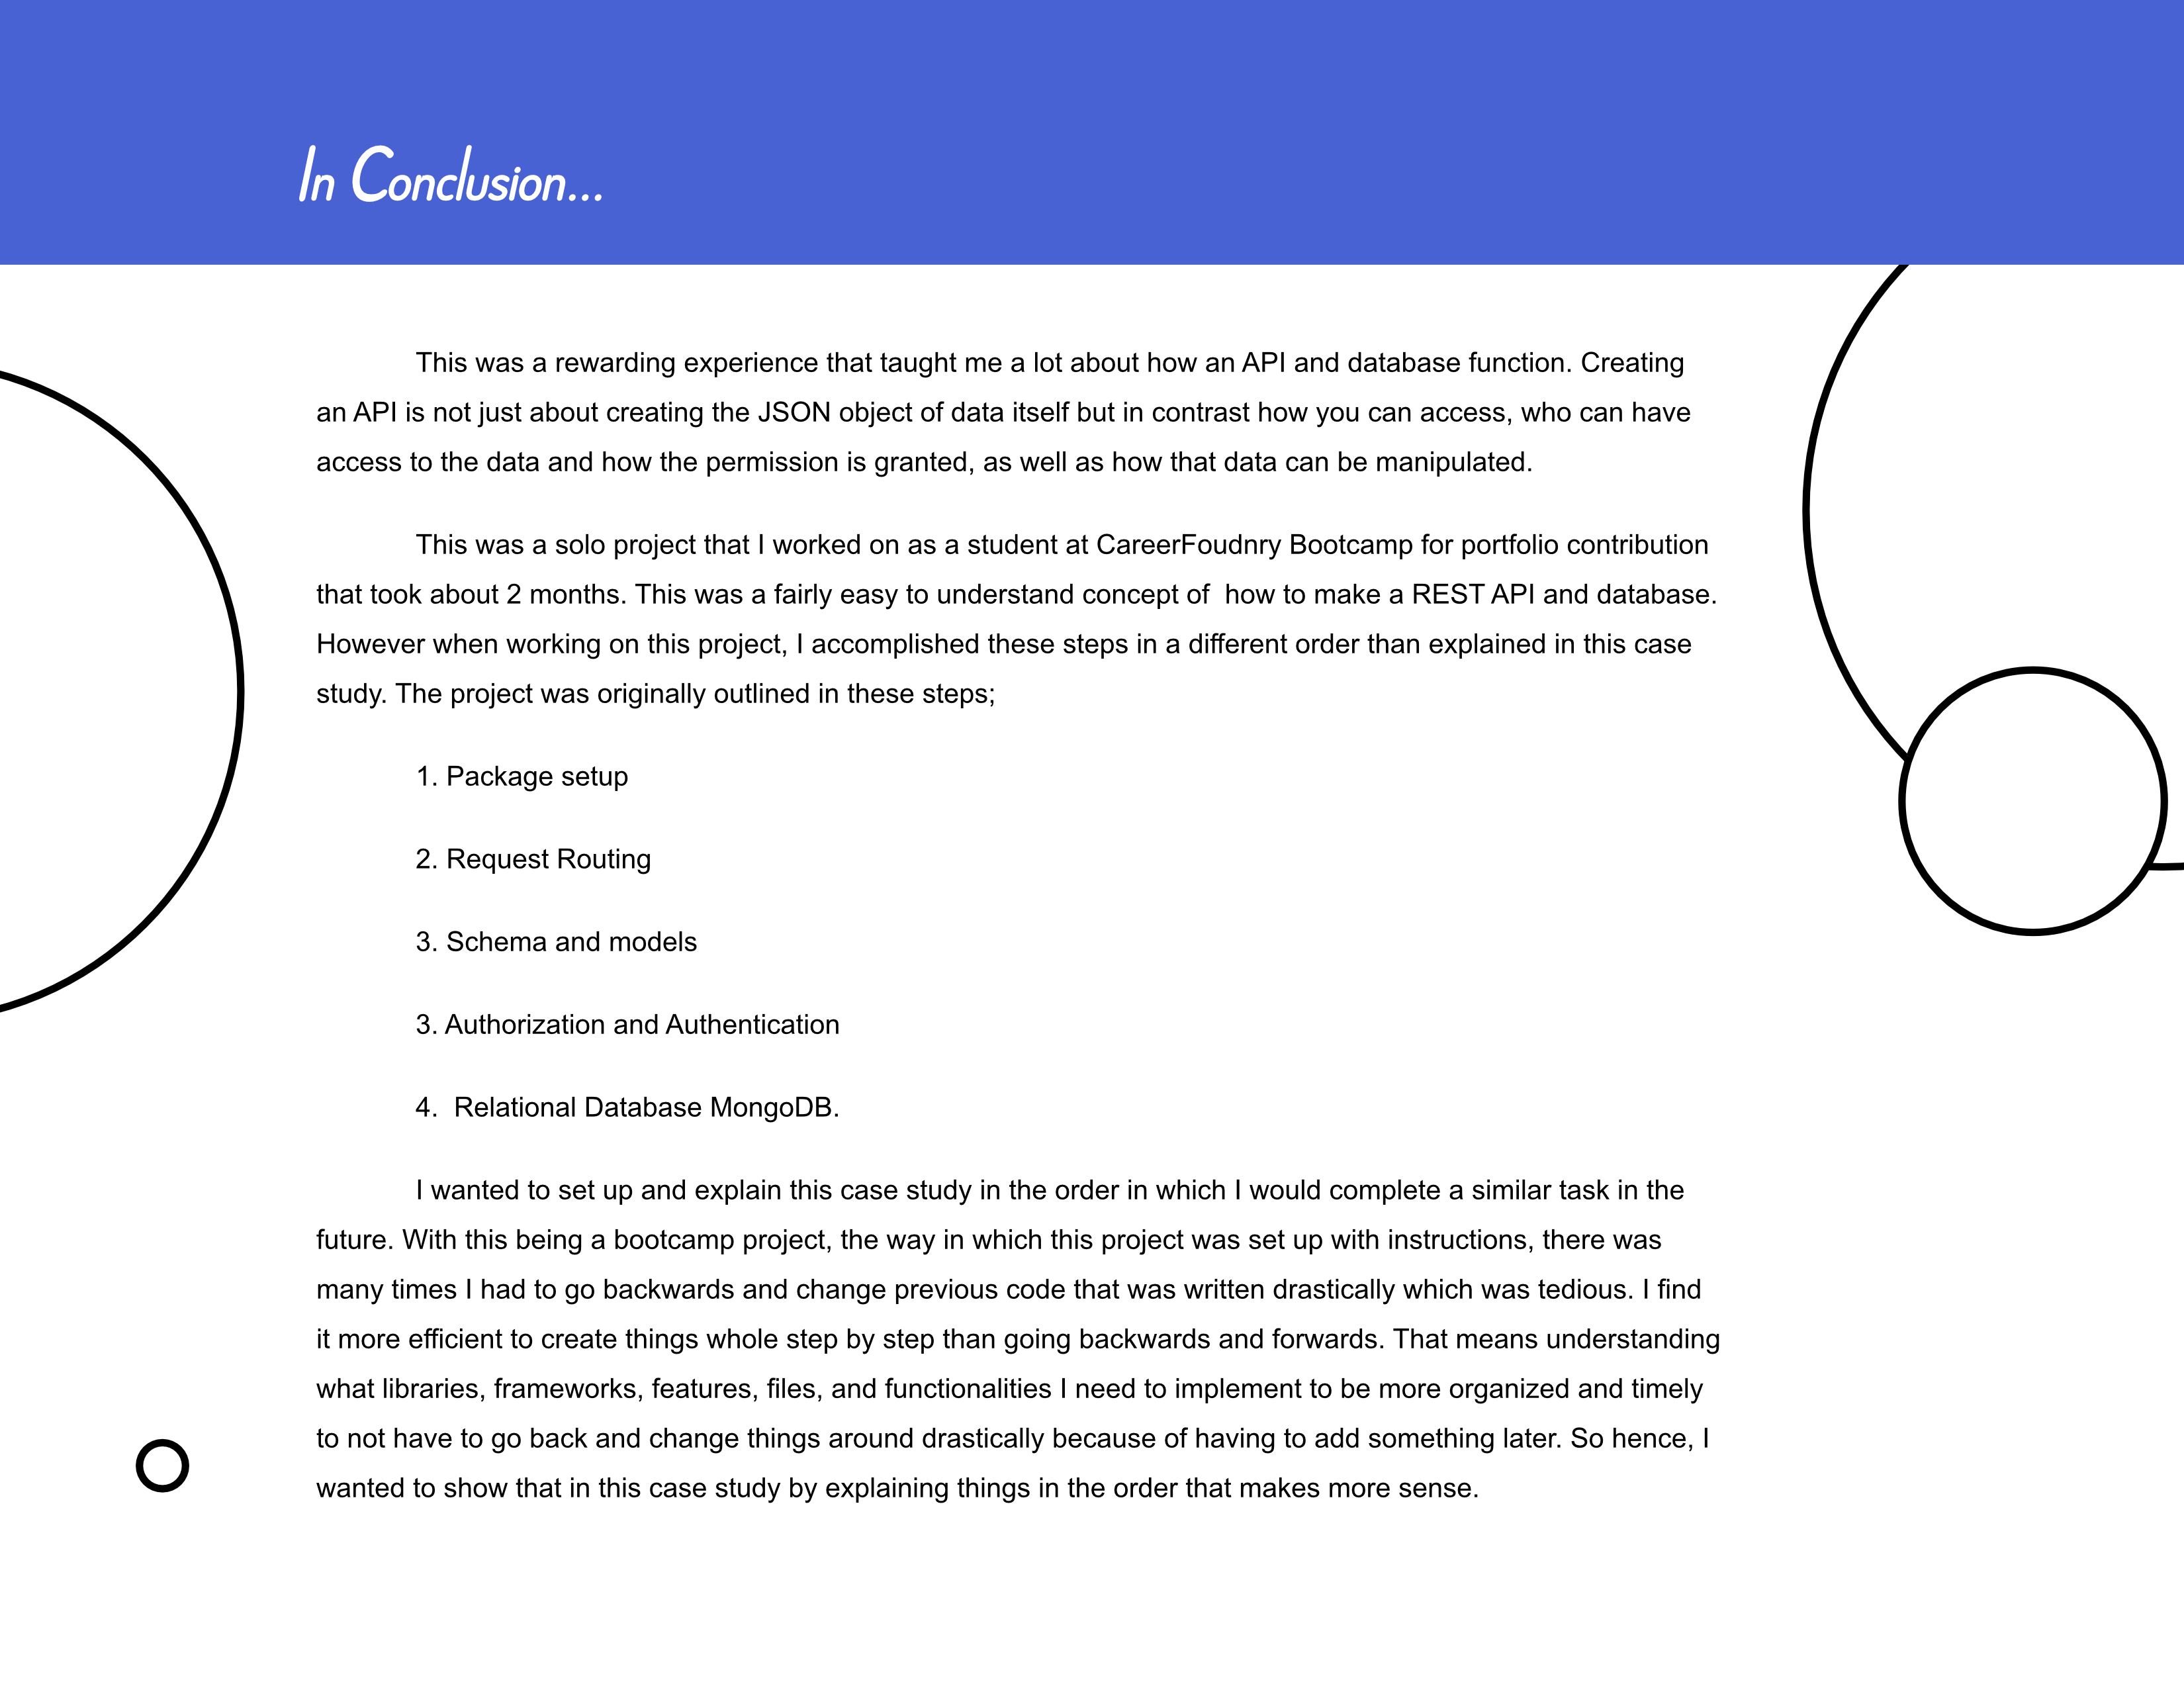 In Conclusion...
This was a rewarding experience that taught me a lot about how an API and database function. Creating
an API is not just about creating the JSON object of data itself but in contrast how you can access, who can have
access to the data and how the permission is granted, as well as how that data can be manipulated.
This was a solo project that I worked on as a student at CareerFoudnry Bootcamp for portfolio contribution
that took about 2 months. This was a fairly easy to understand concept of  how to make a REST API and database.
However when working on this project, I accomplished these steps in a different order than explained in this case
study. The project was originally outlined in these steps;
1. Package setup
2. Request Routing
3. Schema and models
3. Authorization and Authentication
4.  Relational Database MongoDB.
I wanted to set up and explain this case study in the order in which I would complete a similar task in the
future. With this being a bootcamp project, the way in which this project was set up with instructions, there was
many times I had to go backwards and change previous code that was written drastically which was tedious. I find
it more efficient to create things whole step by step than going backwards and forwards. That means understanding
what libraries, frameworks, features, files, and functionalities I need to implement to be more organized and timely
to not have to go back and change things around drastically because of having to add something later. So hence, I
wanted to show that in this case study by explaining things in the order that makes more sense.